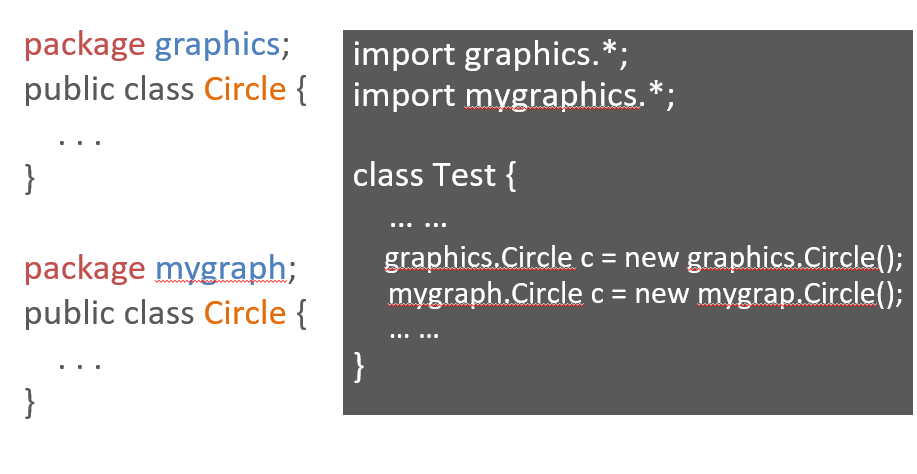 package graphics;
public class Circle {
. . .
}
package mygraph;
public class Circle {
. . .
}
import graphics.*;
import mygraphics.*;
class Test {
... ...
graphics.Circle c = new graphics.Circle();
mygraph.Circle c = new mygrap.Circle();
... ...
}